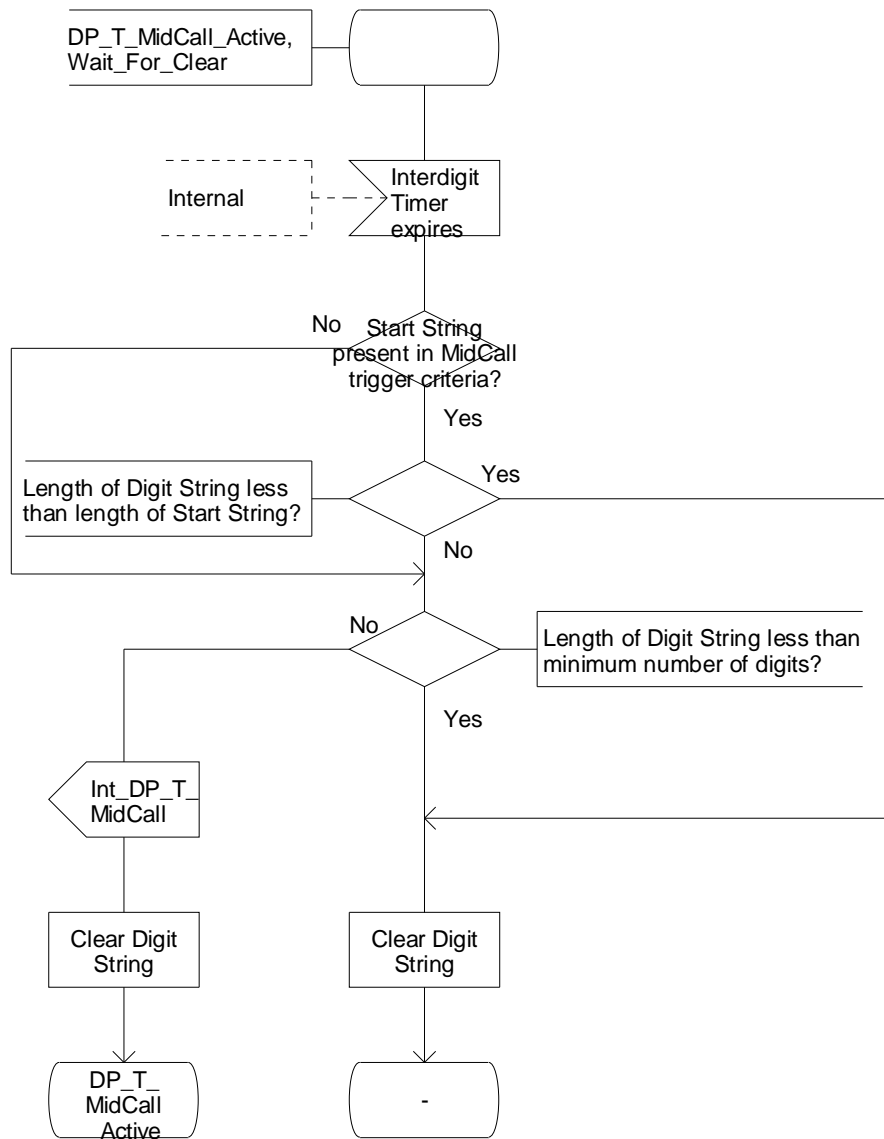 DP_T_MidCall_Active,
Wait_For_Clear
Internal
Interdigit
Timer
expires
No
Start String
present in MidCall
trigger criteria?
Yes
Length of Digit String less
than length of Start String?
Yes
No
No
Length of Digit String less than
minimum number of digits?
Yes
Int_DP_T_
MidCall
Clear Digit
String
Clear Digit
String
DP_T_
MidCall_
Active
-